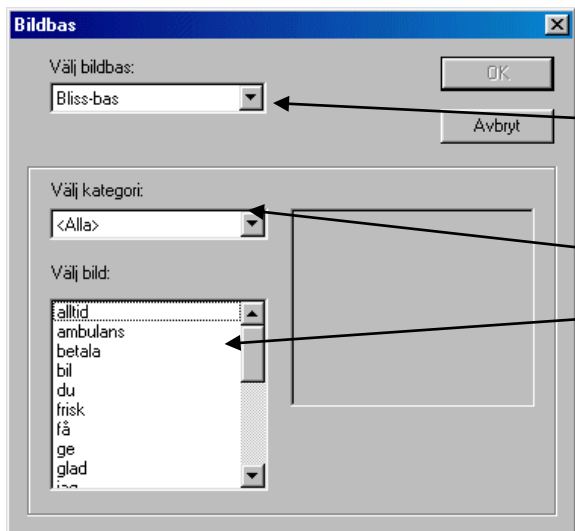 Bildbas
Välj bildbas:
OK
Bliss-bas
Avbryt
Välj kategori:
<Alla>
Välj bild:
alltid
ambulans
betala
bil
du
frisk
få
ge
glad